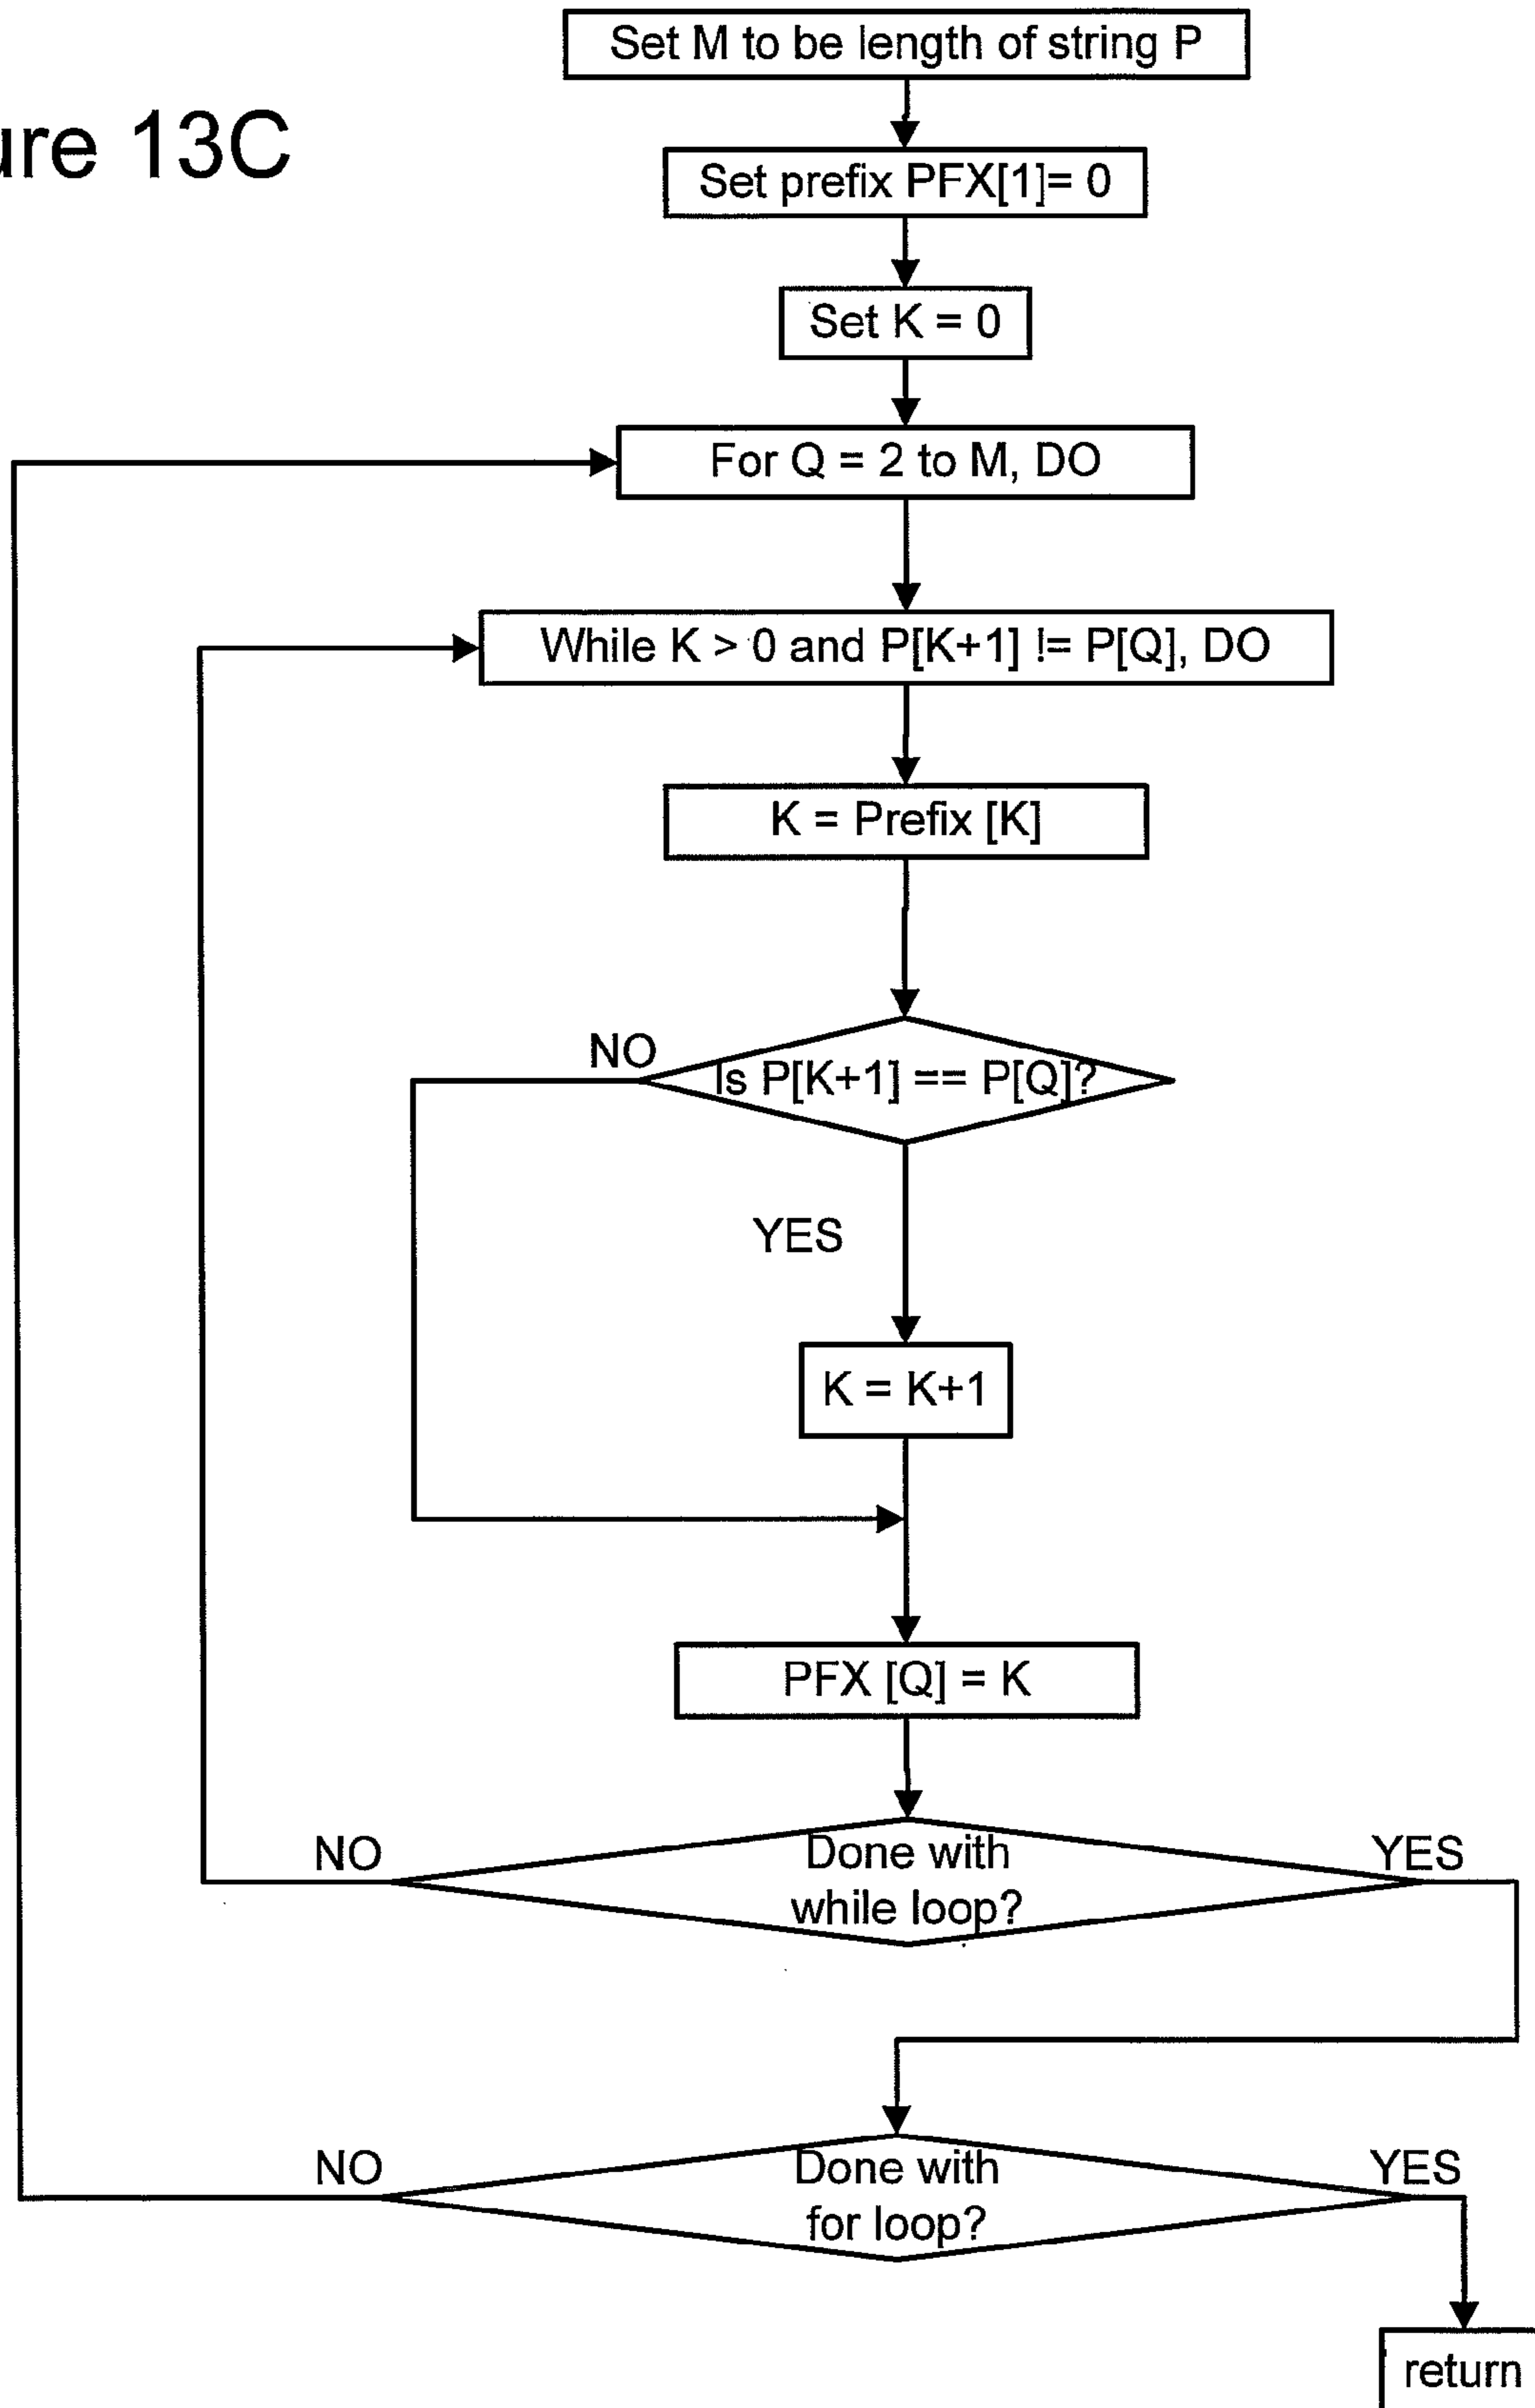 Set M to be length of string P
ure 13C
Set prefix PFX[1]= 0
Set K = 0
For Q = 2 to M, DO
While K > 0 and P[K+1] != P[Q], DO
K = Prefix [K]
NO
Is P[K+1] == P[Q]?
YES
K = K+1
PFX [Q] = K
NO
Done with
while loop?
YES
NO
Done with
for loop?
YES
return